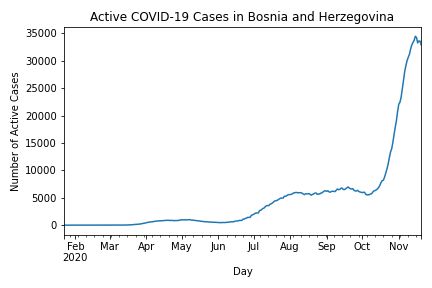 Active COVID-19 Cases in Bosnia and Herzegovina
Number of Active Cases
35000
30000
25000
20000
15000
10000
5000
0
Feb Mar Apr May Jun Jul Aug Sep Oct Nov
2020
Day